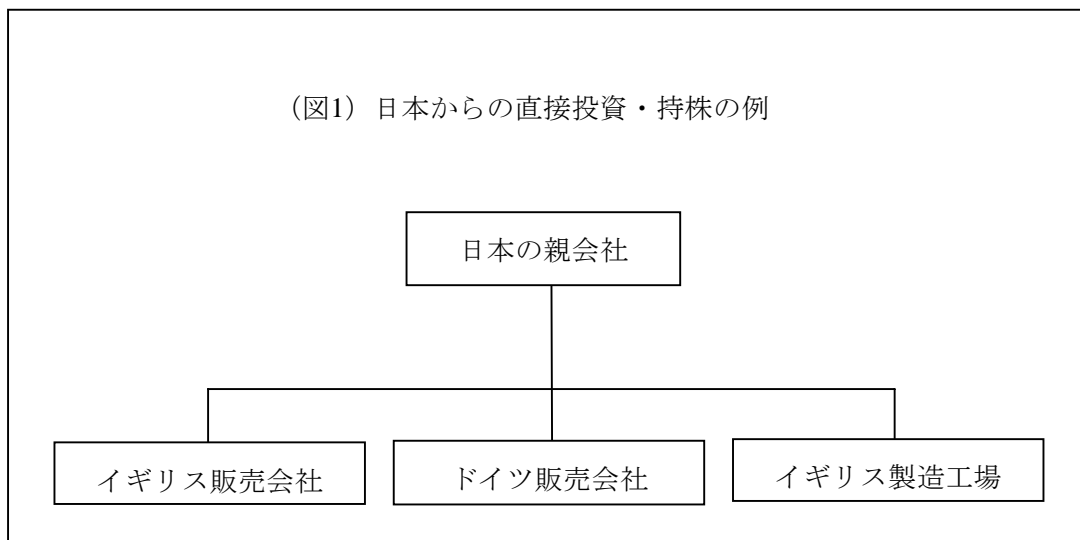 (図1) 日本からの直接投資・持株の例
日本の親会社
イギリス販売会社
ドイツ販売会社
イギリス製造工場